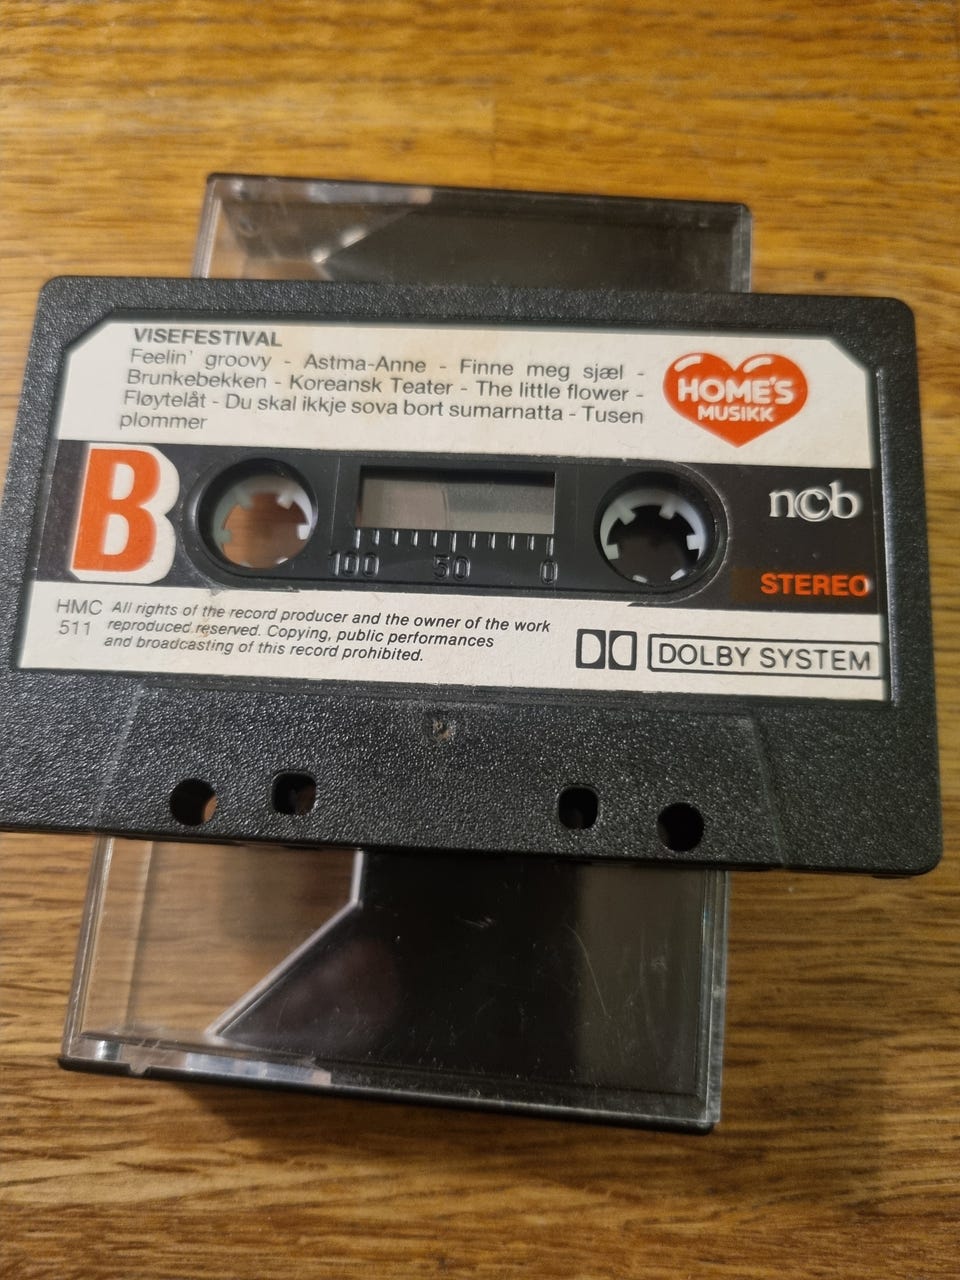 VISEFESTIVAL
Feelin' groovy - Astma-Anne - Finne meg sjæl -
Brunkebekken - Koreansk Teater - The little flower -
Fløytelåt - Du skal ikkje sova bort sumarnatta - Tusen
plommer
HOME'S
MUSIKK
B
ncb
100 50 0
STEREO
HMC
511
All rights of the record producer and the owner of the work
reproduced reserved. Copying, public performances
and broadcasting of this record prohibited.
DOLBY SYSTEM